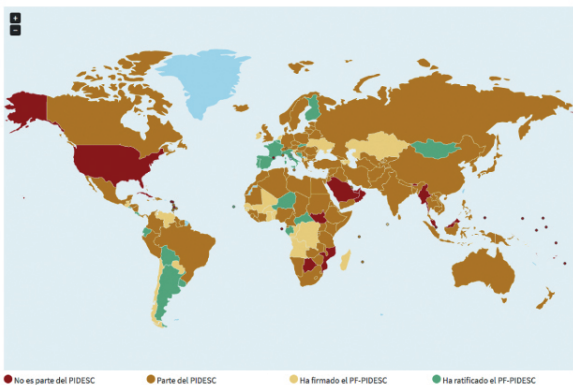 +
−
No es parte del PIDESC Parte del PIDESC Ha firmado el PF-PIDESC Ha ratificado el PF-PIDESC